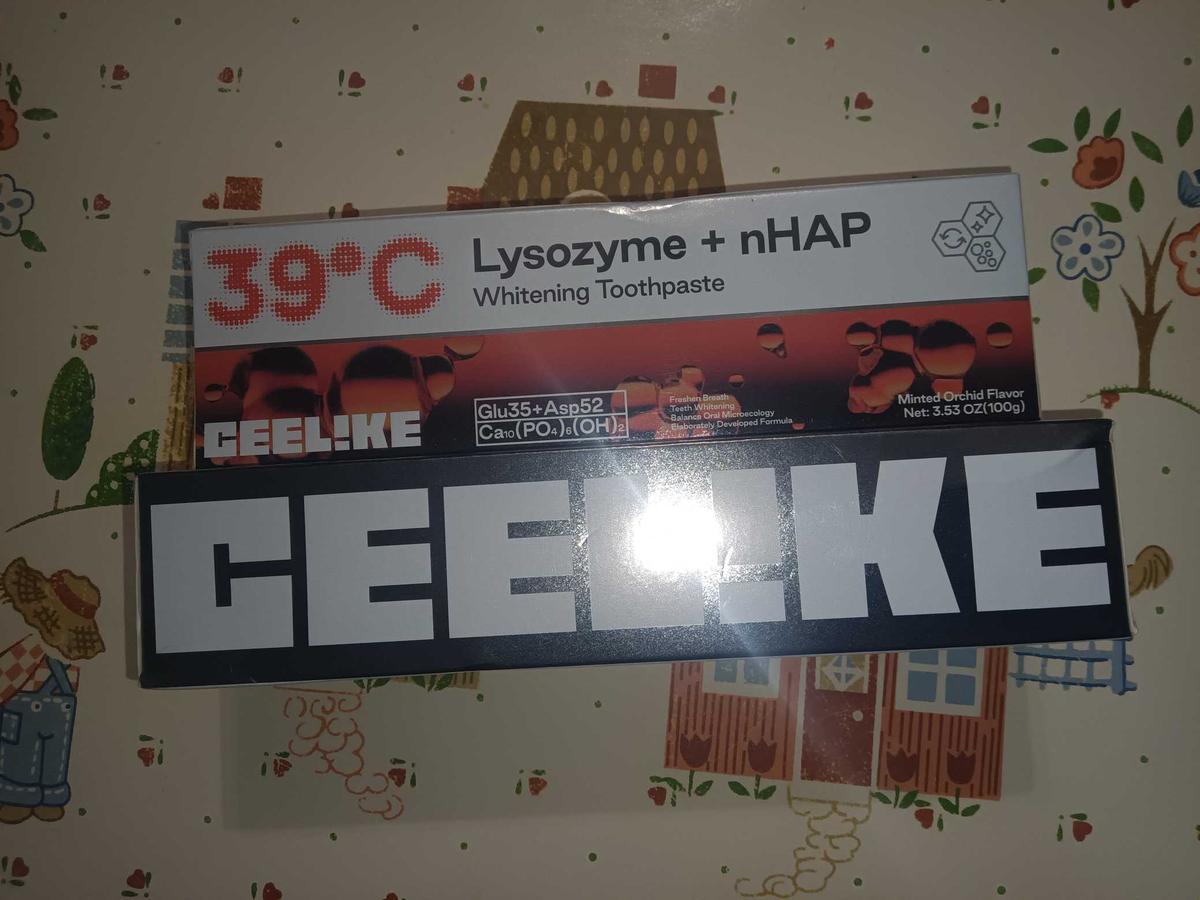 39°C
Lysozyme + nHAP
Whitening Toothpaste
CEEL!KE
Glu35+Asp52
Ca₁₀(PO₄)₆(OH)₂
Freshen Breath
Teeth Whitening
Balance Oral Microecology
Elaborately Developed Formula
Minted Orchid Flavor
Net: 3.53 OZ(100g)
CEEL!KE